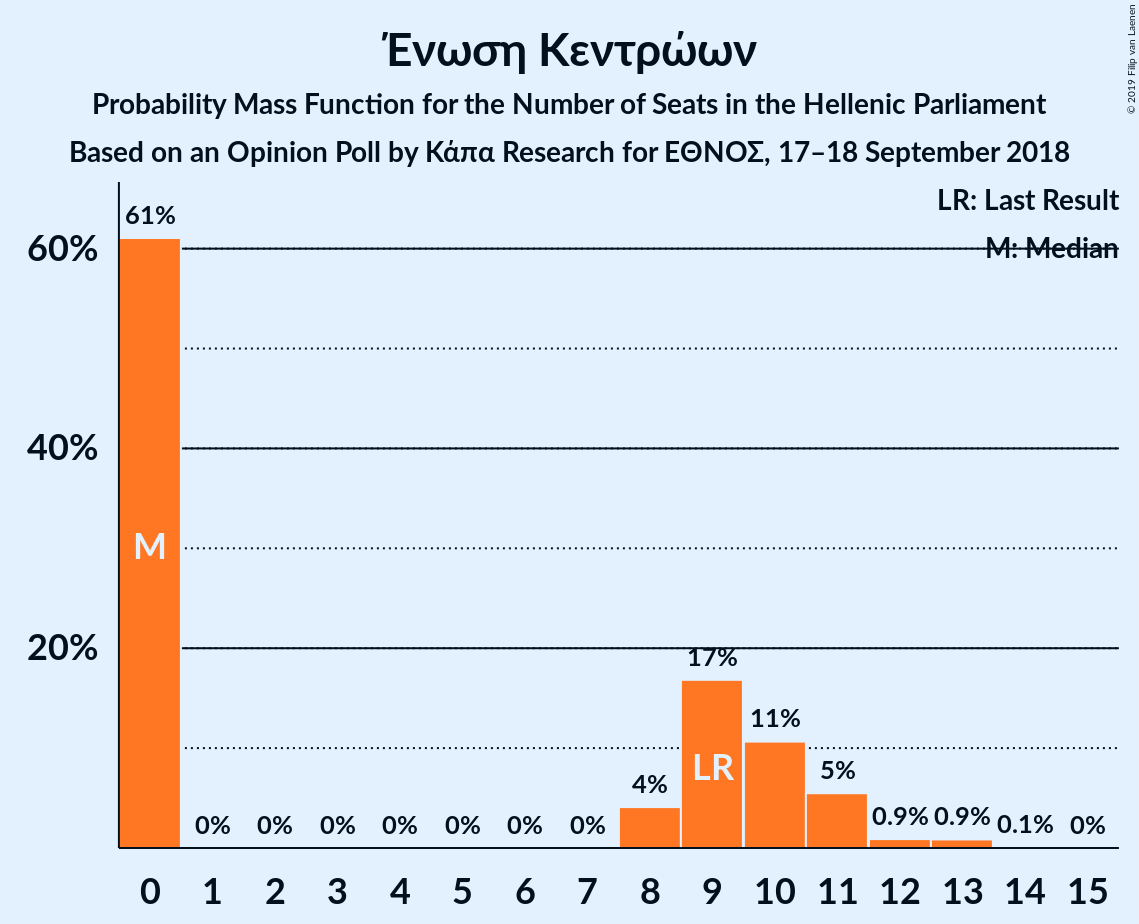 Ένωση Κεντρώων
Probability Mass Function for the Number of Seats in the Hellenic Parliament
Based on an Opinion Poll by Κάπα Research for ΕΘΝΟΣ, 17–18 September 2018
© 2019 Filip van Laenen
LR: Last Result
M: Median
60%
40%
20%
61%
0%
0%
0%
0%
0%
0%
0%
4%
17%
11%
5%
0.9%
0.9%
0.1%
0%
M
LR
0 1 2 3 4 5 6 7 8 9 10 11 12 13 14 15